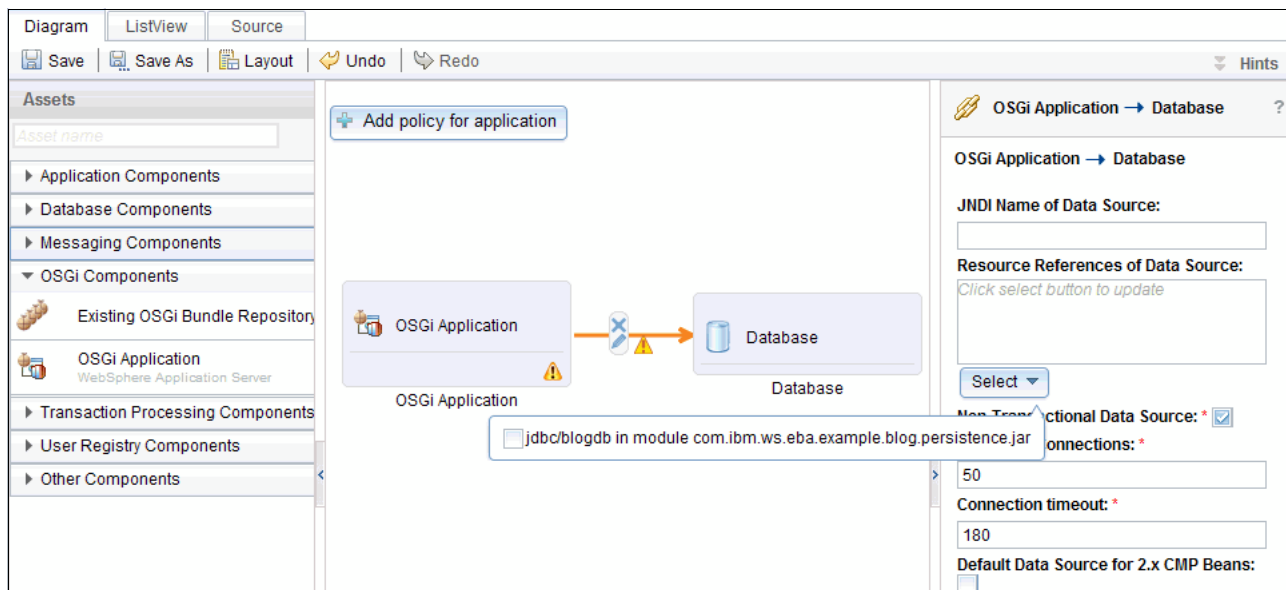 Diagram
ListView
Source
Save
Save As
Layout
Undo
Redo
Hints
Assets
Asset name
Application Components
Database Components
Messaging Components
OSGi Components
Existing OSGi Bundle Repository
OSGi Application
WebSphere Application Server
Transaction Processing Components
User Registry Components
Other Components
Add policy for application
OSGi Application
OSGi Application
Database
Database
jdbc/blogdb in module com.ibm.ws.eba.example.blog.persistence.jar
OSGi Application → Database ?
OSGi Application → Database
JNDI Name of Data Source:
Resource References of Data Source:
Click select button to update
Select
Data Source: *
onnections: *
50
Connection timeout: *
180
Default Data Source for 2.x CMP Beans: